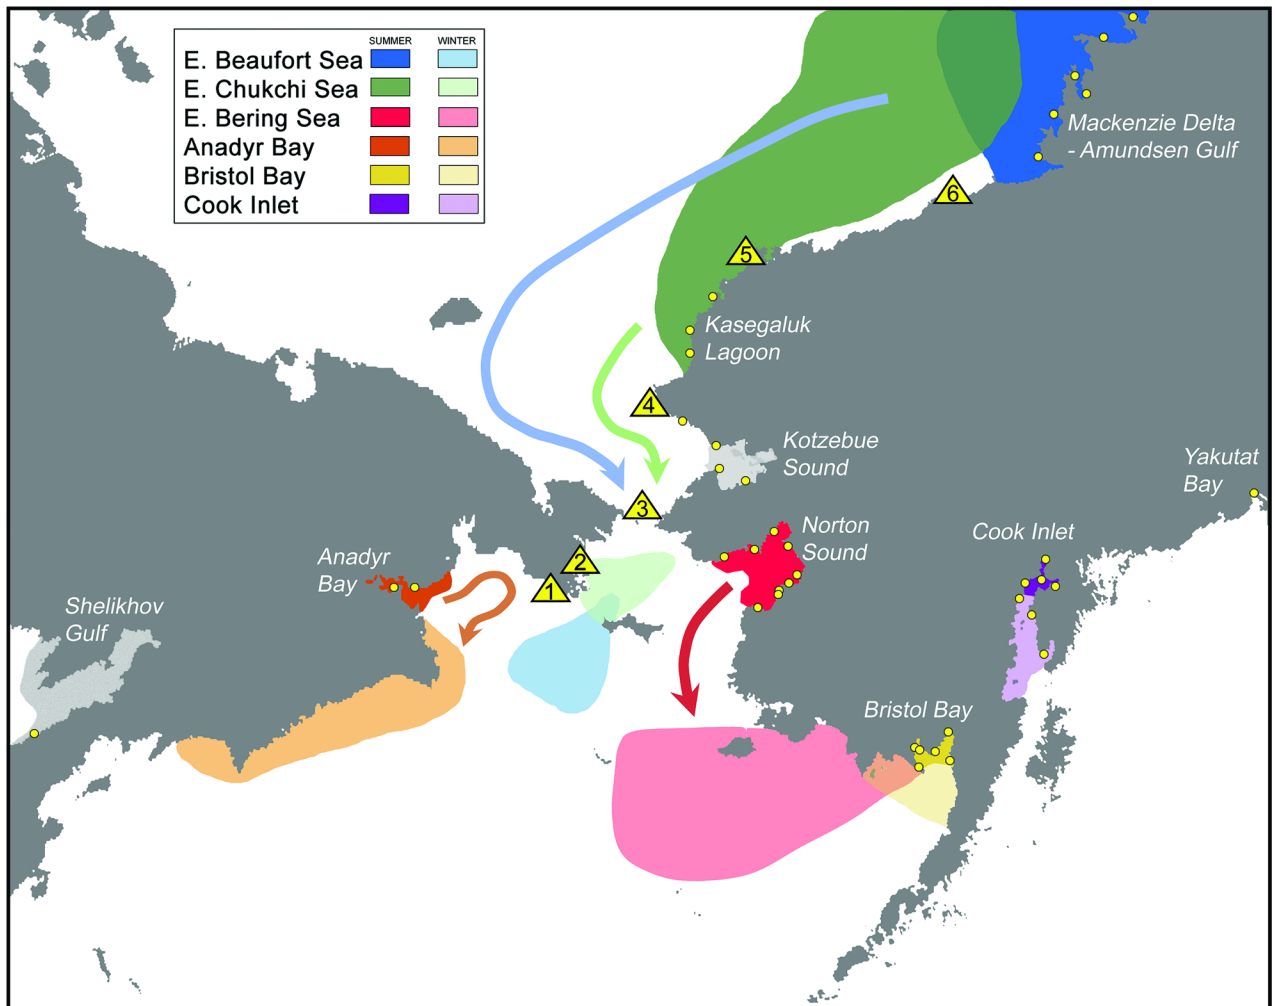 SUMMER WINTER
E. Beaufort Sea
E. Chukchi Sea
E. Bering Sea
Anadyr Bay
Bristol Bay
Cook Inlet
Mackenzie Delta
- Amundsen Gulf
6
5
Kasegaluk
Lagoon
4
Kotzebue
Sound
Yakutat
Bay
3
Norton
Sound
Cook Inlet
2
1
Anadyr
Bay
Shelikhov
Gulf
Bristol Bay